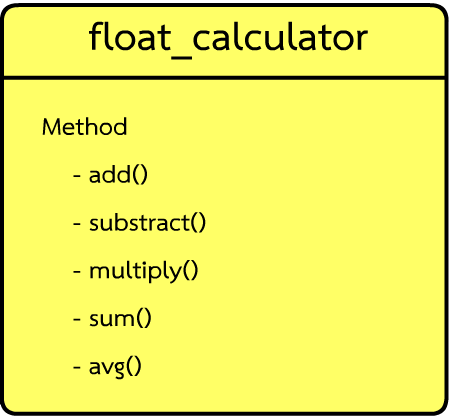 float_calculator
Method
- add()
- substract()
- multiply()
- sum()
- avg()